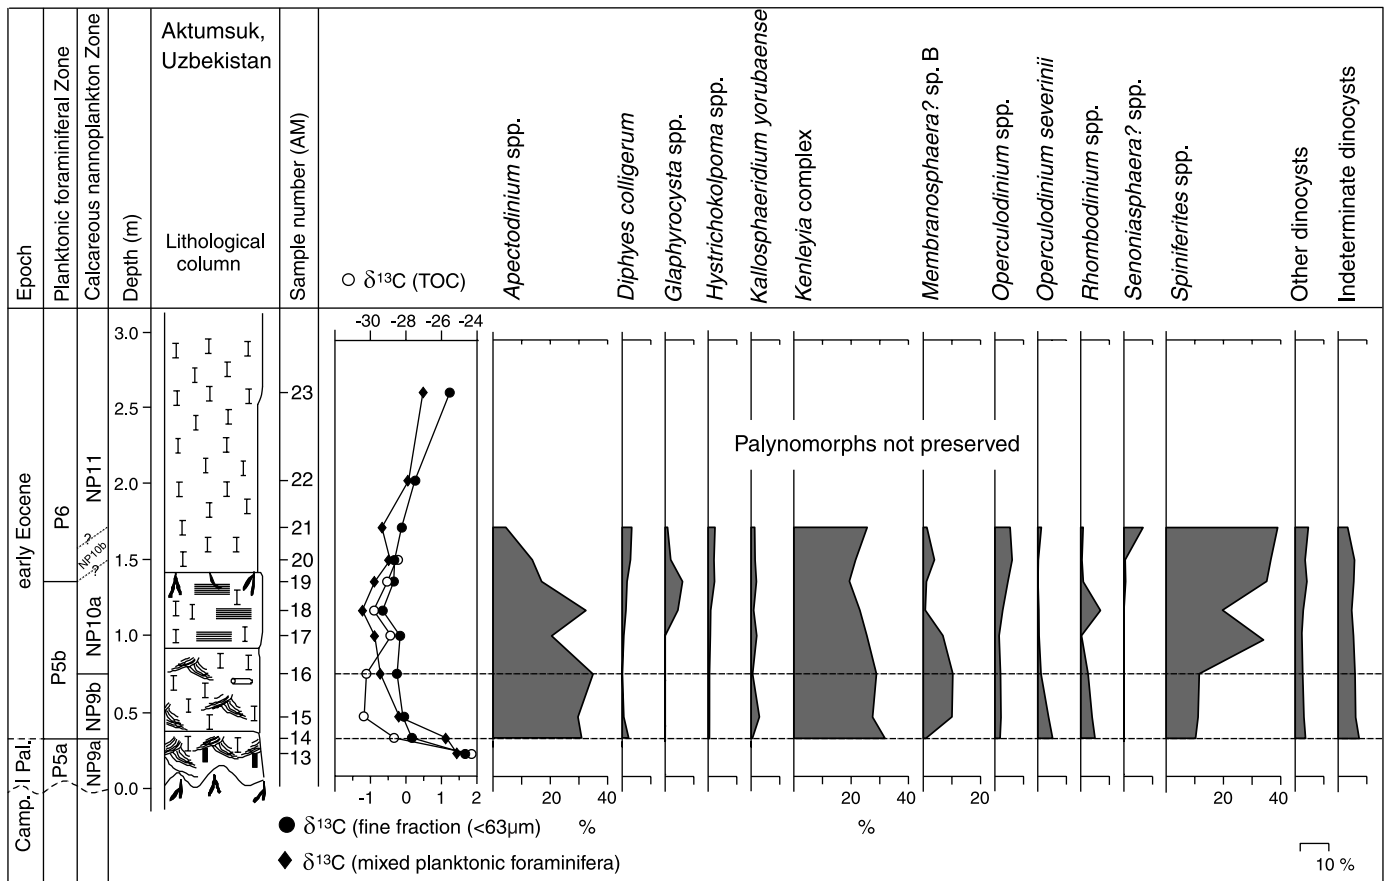 Epoch
Planktonic foraminiferal Zone
Calcareous nannoplankton Zone
Depth (m)
Aktumsuk,
Uzbekistan
Lithological
column
Sample number (AM)
δ¹³C (TOC)
Apectodinium spp.
Diphyes colligerum
Glaphyrocysta spp.
Hystrichokolpoma spp.
Kallosphaeridium yorubaense
Kenleyia complex
Membranosphaera? sp. B
Operculodinium spp.
Operculodinium severinii
Rhombodinium spp.
Senoniasphaera? spp.
Spiniferites spp.
Other dinocysts
Indeterminate dinocysts
-30 -28 -26 -24
early Eocene
l Pal.
Camp.
P6
P5b
P5a
NP11
?
NP10b
?
NP10a
NP9b
NP9a
3.0
2.5
2.0
1.5
1.0
0.5
0.0
23
22
21
20
19
18
17
16
15
14
13
Palynomorphs not preserved
-1 0 1 2
20 40
20 40
10 20
20 40
δ¹³C (fine fraction (<63µm)
%
%
δ¹³C (mixed planktonic foraminifera)
10 %